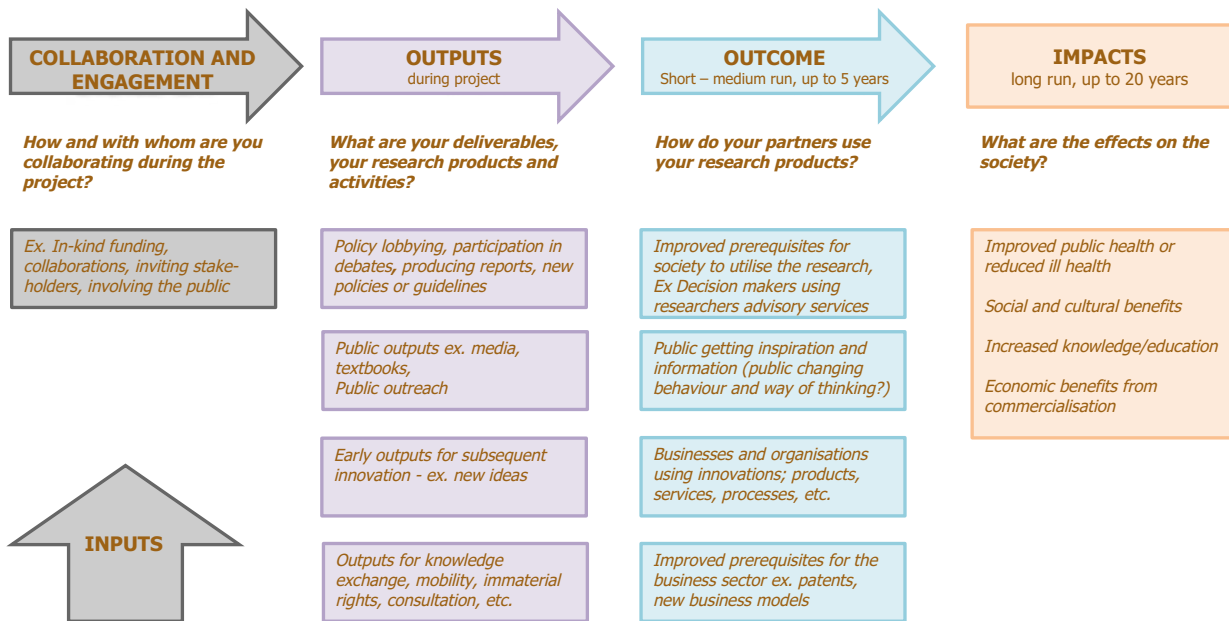 COLLABORATION AND
ENGAGEMENT
OUTPUTS
during project
OUTCOME
Short – medium run, up to 5 years
IMPACTS
long run, up to 20 years
How and with whom are you
collaborating during the
project?
What are your deliverables,
your research products and
activities?
How do your partners use
your research products?
What are the effects on the
society?
Ex. In-kind funding,
collaborations, inviting stake-
holders, involving the public
Policy lobbying, participation in
debates, producing reports, new
policies or guidelines
Improved prerequisites for
society to utilise the research,
Ex Decision makers using
researchers advisory services
Improved public health or
reduced ill health
Social and cultural benefits
Increased knowledge/education
Economic benefits from
commercialisation
Public outputs ex. media,
textbooks,
Public outreach
Public getting inspiration and
information (public changing
behaviour and way of thinking?)
Early outputs for subsequent
innovation - ex. new ideas
Businesses and organisations
using innovations; products,
services, processes, etc.
INPUTS
Outputs for knowledge
exchange, mobility, immaterial
rights, consultation, etc.
Improved prerequisites for the
business sector ex. patents,
new business models